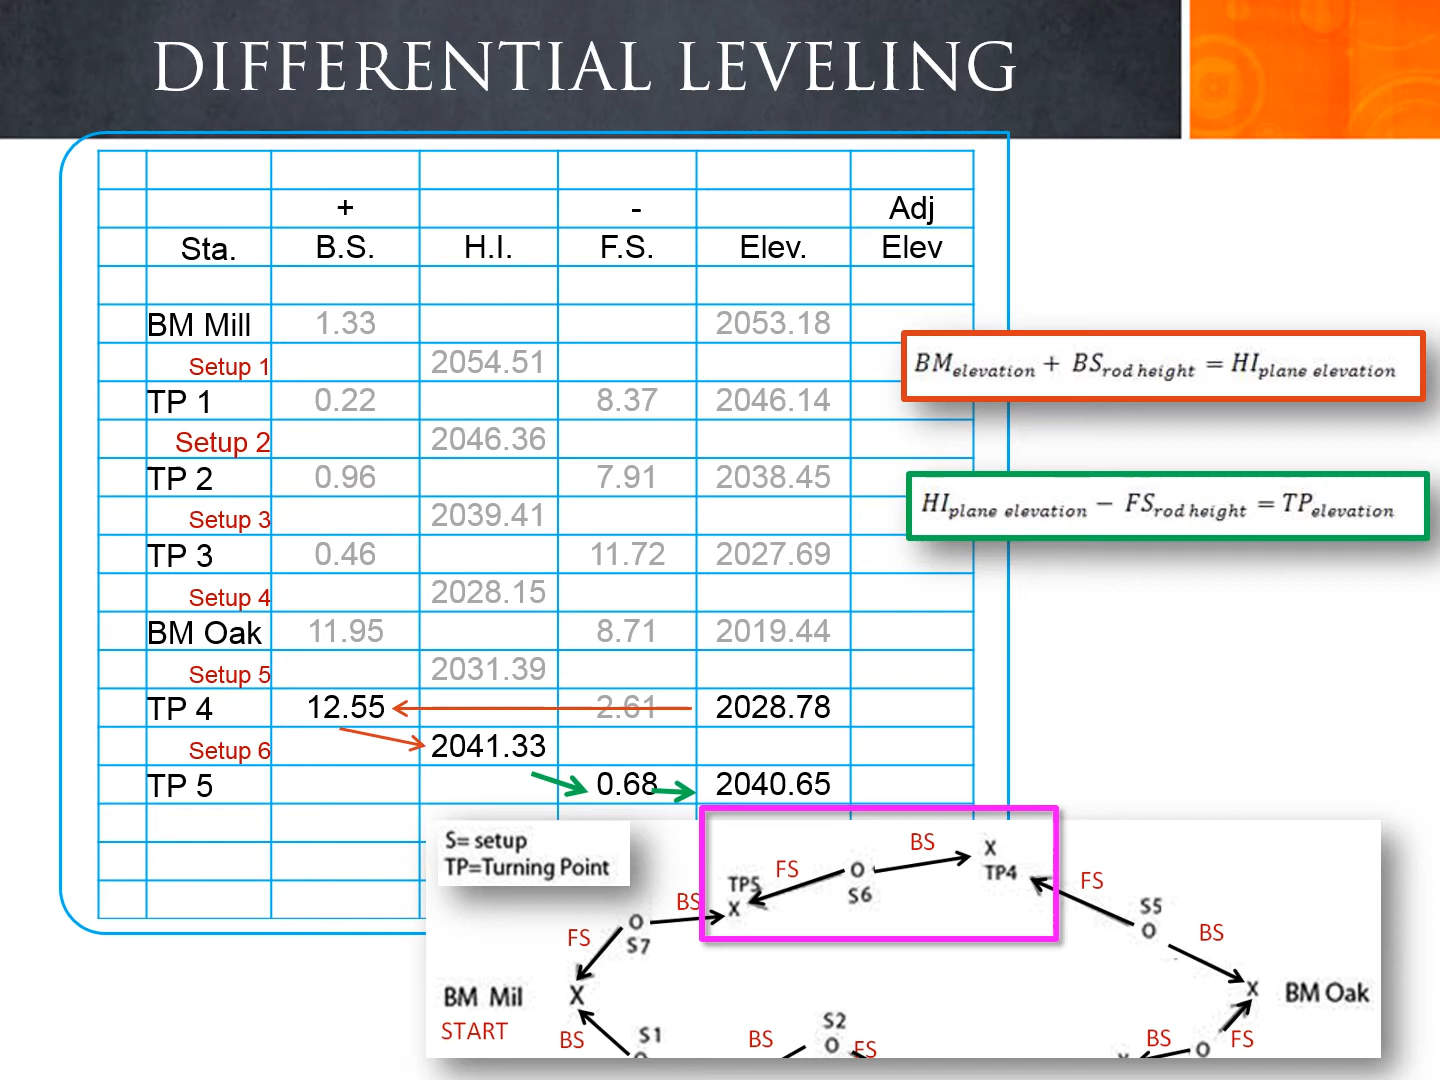 DIFFERENTIAL LEVELING
+ - Adj
Sta. B.S. H.I. F.S. Elev. Elev
BM Mill 1.33 2053.18
Setup 1 2054.51
TP 1 0.22 8.37 2046.14
Setup 2 2046.36
TP 2 0.96 7.91 2038.45
Setup 3 2039.41
TP 3 0.46 11.72 2027.69
Setup 4 2028.15
BM Oak 11.95 8.71 2019.44
Setup 5 2031.39
TP 4 12.55 2.61 2028.78
Setup 6 2041.33
TP 5 0.68 2040.65
BM elevation + BS rod height = HI plane elevation
HI plane elevation − FS rod height = TP elevation
S= setup
TP=Turning Point
BS X
TP4
FS O
S6
TP5
X
BS
FS
S5
O
BS
O
S7
FS
BM Mil X
START
X BM Oak
BS S1
O
BS S2
O FS
X BS O FS